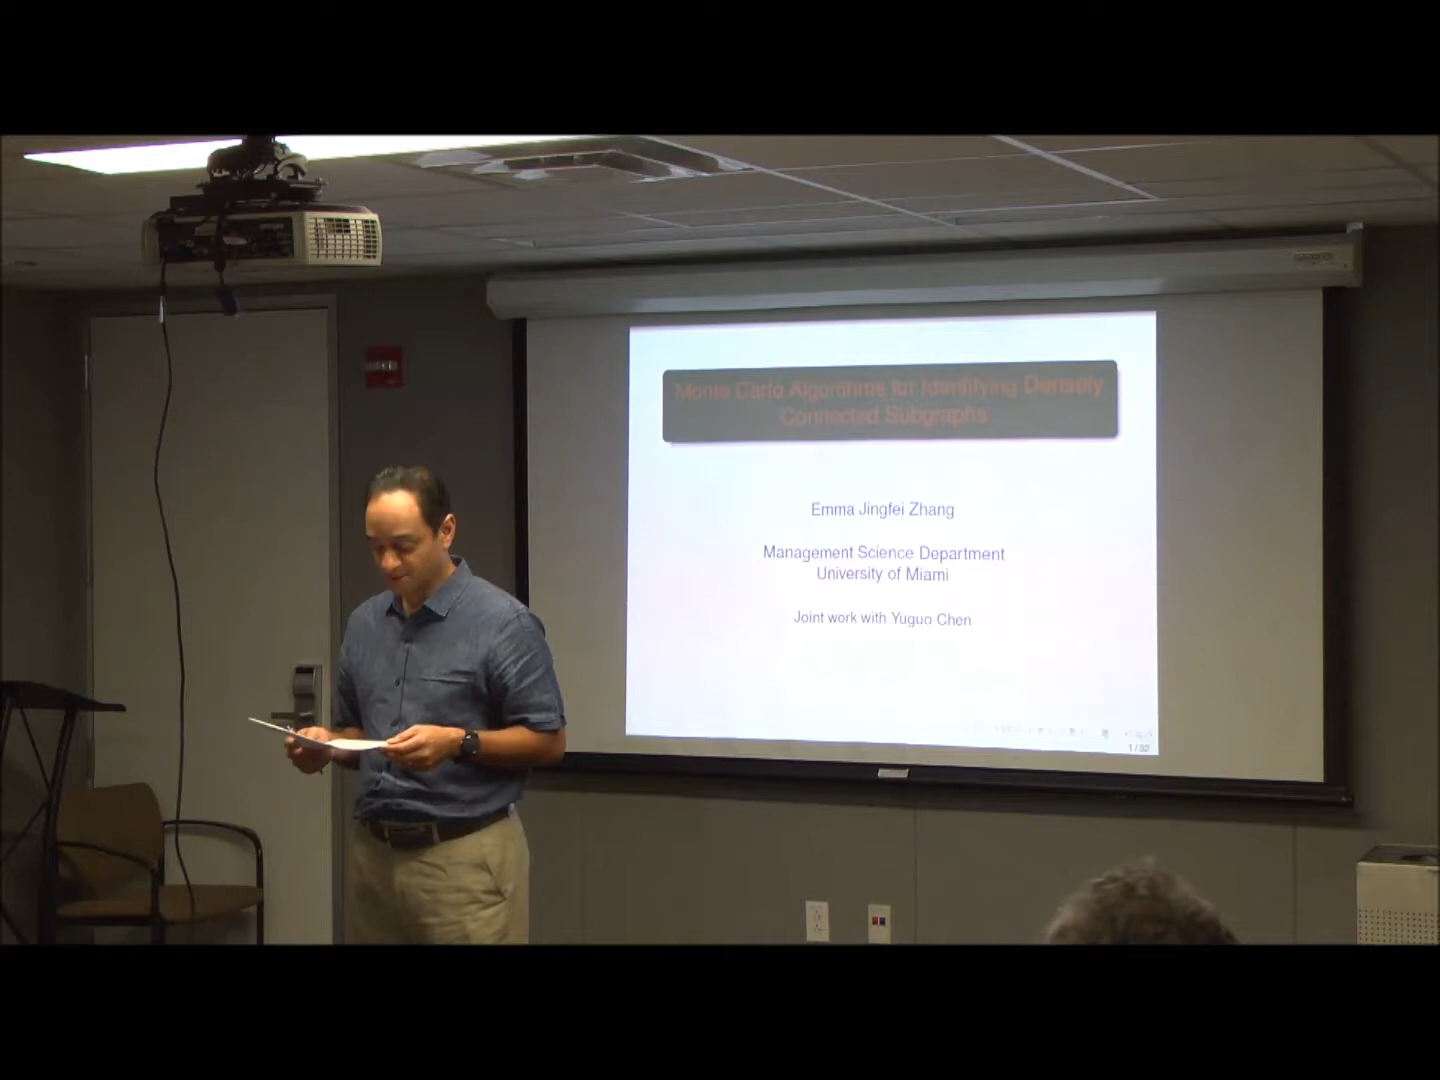 Monte Carlo Algorithms for Identifying Densely
Connected Subgraphs
Emma Jingfei Zhang
Management Science Department
University of Miami
Joint work with Yuguo Chen
1 / 32